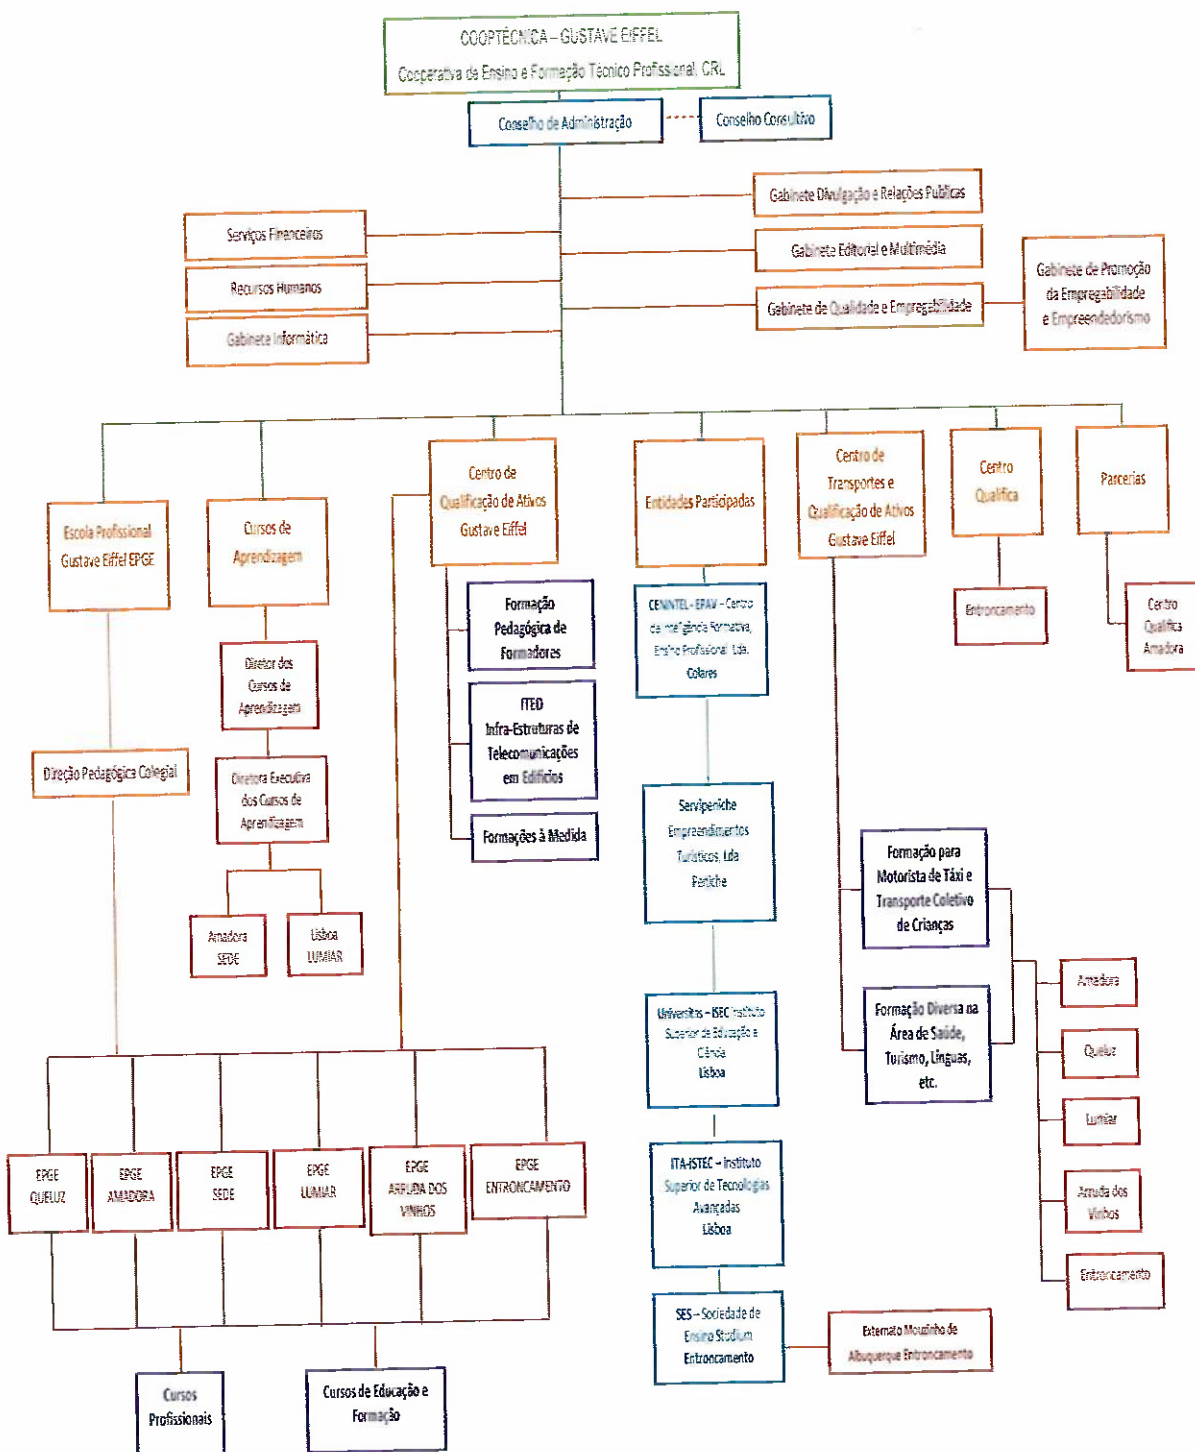 COOPTÉCNICA – GUSTAVE EIFFEL
Cooperativa de Ensino e Formação Técnico Profissional, CRL
Conselho de Administração
Conselho Consultivo
Gabinete Divulgação e Relações Publicas
Serviços Financeiros
Gabinete Editorial e Multimédia
Recursos Humanos
Gabinete de Qualidade e Empregabilidade
Gabinete de Promoção
da Empregabilidade
e Empreendedorismo
Gabinete Informática
Escola Profissional
Gustave Eiffel EPGE
Cursos de
Aprendizagem
Centro de
Qualificação de Ativos
Gustave Eiffel
Entidades Participadas
Centro de
Transportes e
Qualificação de Ativos
Gustave Eiffel
Centro
Qualifica
Parcerias
Direção Pedagógica Colegial
Diretor dos
Cursos de
Aprendizagem
Diretora Executiva
dos Cursos de
Aprendizagem
Amadora
SEDE
Lisboa
LUMIAR
Formação
Pedagógica de
Formadores
ITED
Infra-Estruturas de
Telecomunicações
em Edifícios
Formações à Medida
CENINTEL - EPAV – Centro
de Inteligência Formativa,
Ensino Profissional Lda.
Colares
Servipeniche
Empreendimentos
Turísticos, Lda
Peniche
Universitas – ISEC Instituto
Superior de Educação e
Ciência
Lisboa
ITA-ISTEC – Instituto
Superior de Tecnologias
Avançadas
Lisboa
SES – Sociedade de
Ensino Studium
Entroncamento
Externato Mouzinho de
Albuquerque Entroncamento
Formação para
Motorista de Táxi e
Transporte Coletivo
de Crianças
Formação Diversa na
Área de Saúde,
Turismo, Línguas,
etc.
Amadora
Queluz
Lumiar
Arruda dos
Vinhos
Entroncamento
Entroncamento
Centro
Qualifica
Amadora
EPGE
QUELUZ
EPGE
AMADORA
EPGE
SEDE
EPGE
LUMIAR
EPGE
ARRUDA DOS
VINHOS
EPGE
ENTRONCAMENTO
Cursos
Profissionais
Cursos de Educação e
Formação